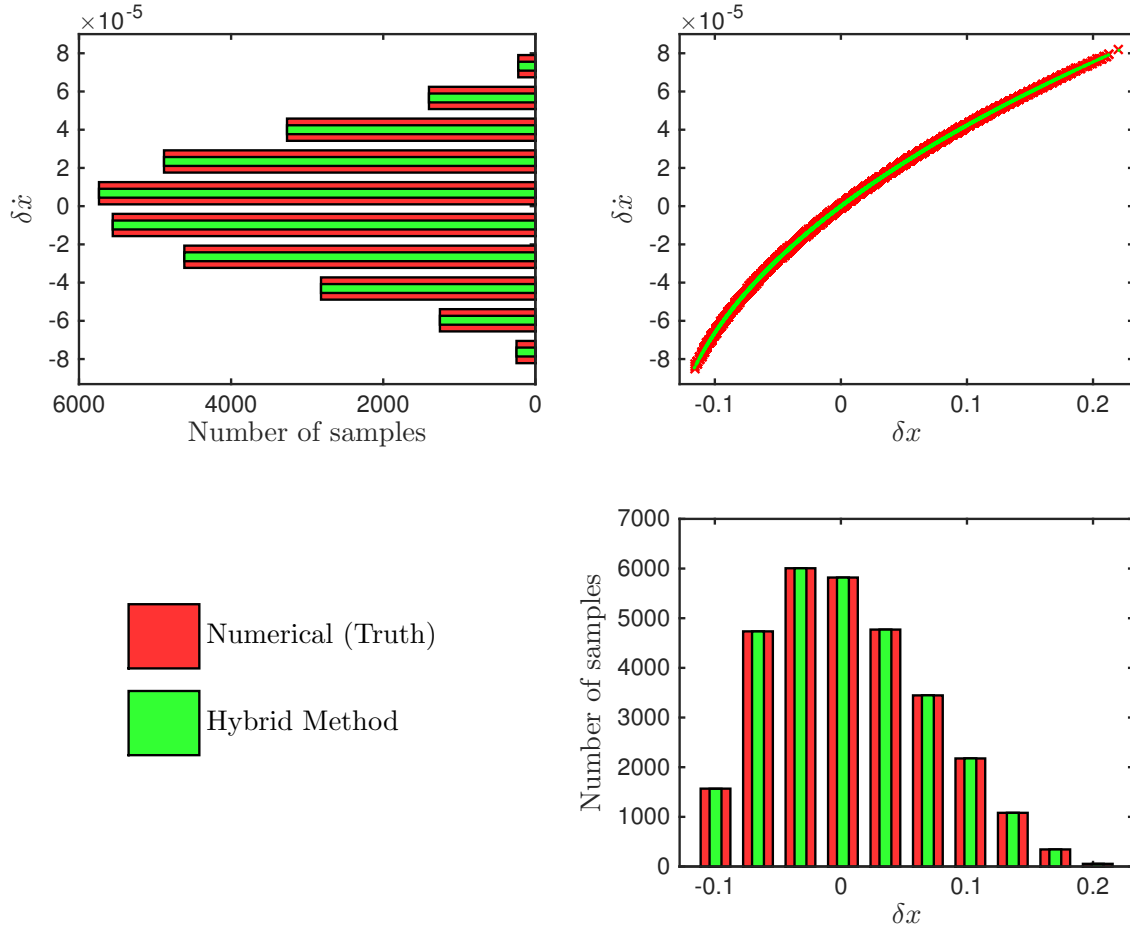 ×10⁻⁵
8
6
4
2
0
-2
-4
-6
-8
δẋ
6000 4000 2000 0
Number of samples
×10⁻⁵
8
6
4
2
0
-2
-4
-6
-8
δẋ
-0.1 0 0.1 0.2
δx
Numerical (Truth)
Hybrid Method
7000
6000
5000
4000
3000
2000
1000
0
Number of samples
-0.1 0 0.1 0.2
δx